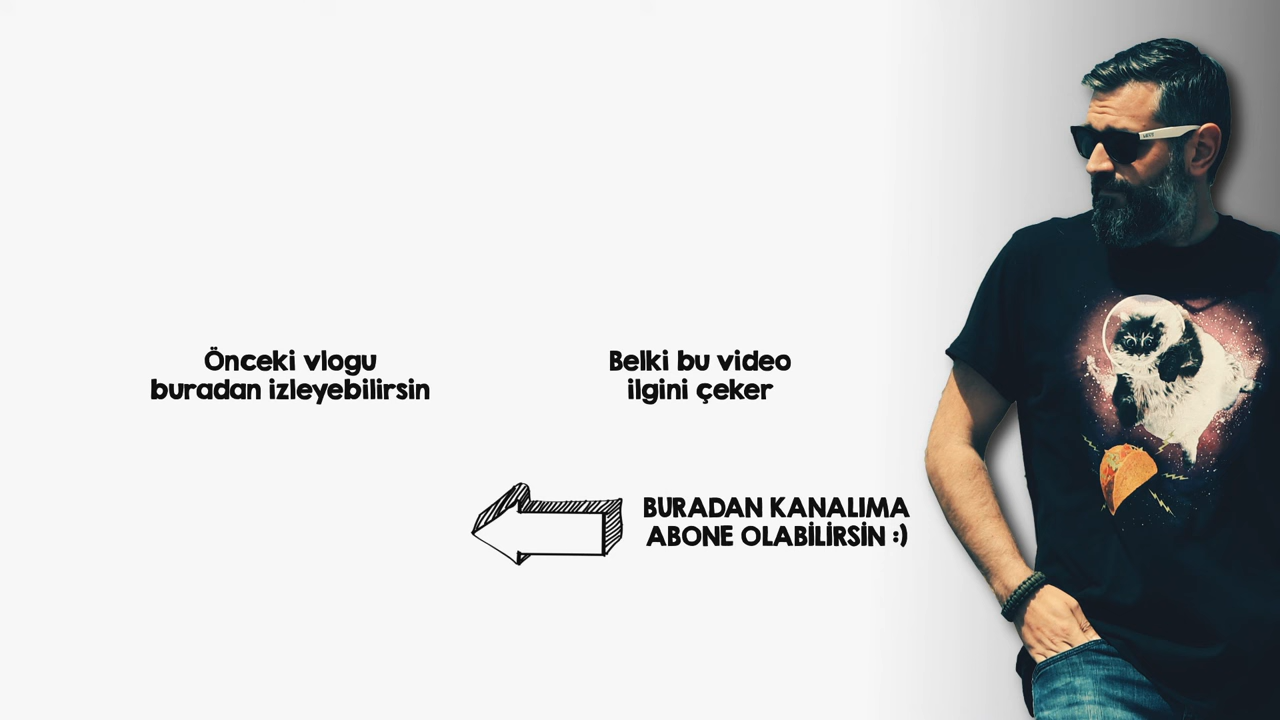 Önceki vlogu
buradan izleyebilirsin
Belki bu video
ilgini çeker
BURADAN KANALIMA
ABONE OLABİLİRSİN :)